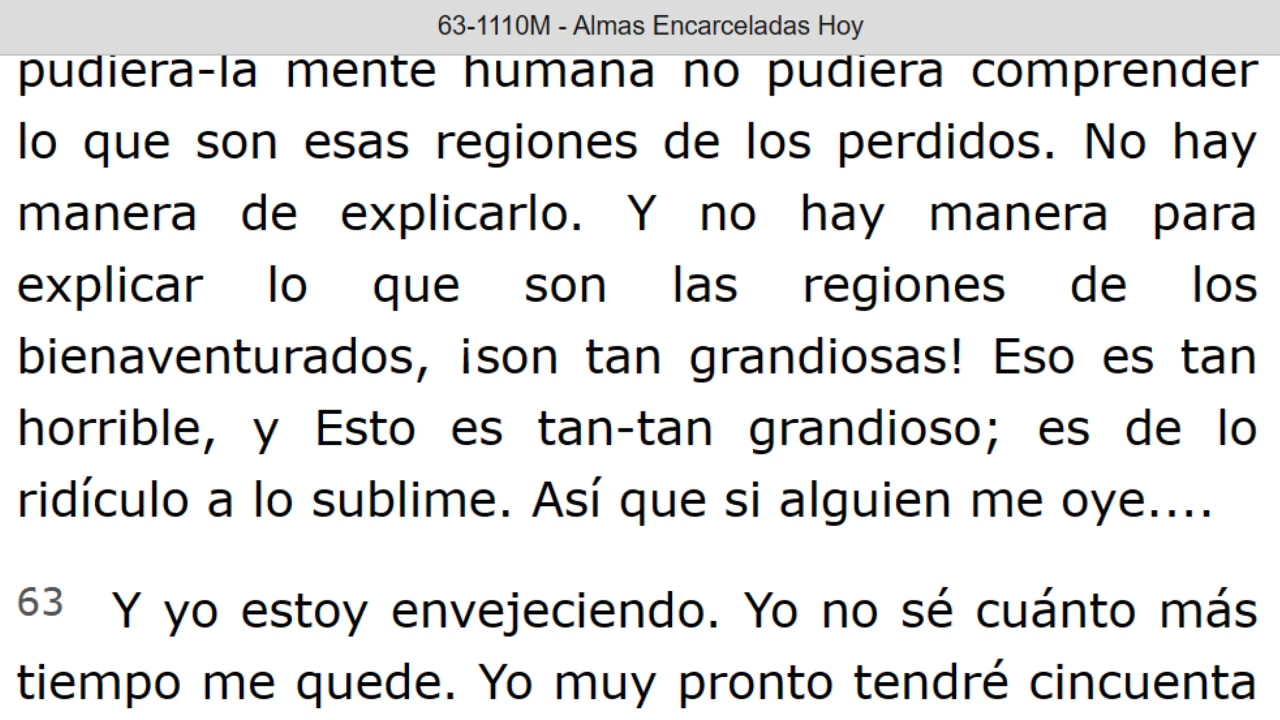 63-1110M - Almas Encarceladas Hoy
pudiera-la mente humana no pudiera comprender
lo que son esas regiones de los perdidos. No hay
manera de explicarlo. Y no hay manera para
explicar lo que son las regiones de los
bienaventurados, ¡son tan grandiosas! Eso es tan
horrible, y Esto es tan-tan grandioso; es de lo
ridículo a lo sublime. Así que si alguien me oye....
63 Y yo estoy envejeciendo. Yo no sé cuánto más
tiempo me quede. Yo muy pronto tendré cincuenta